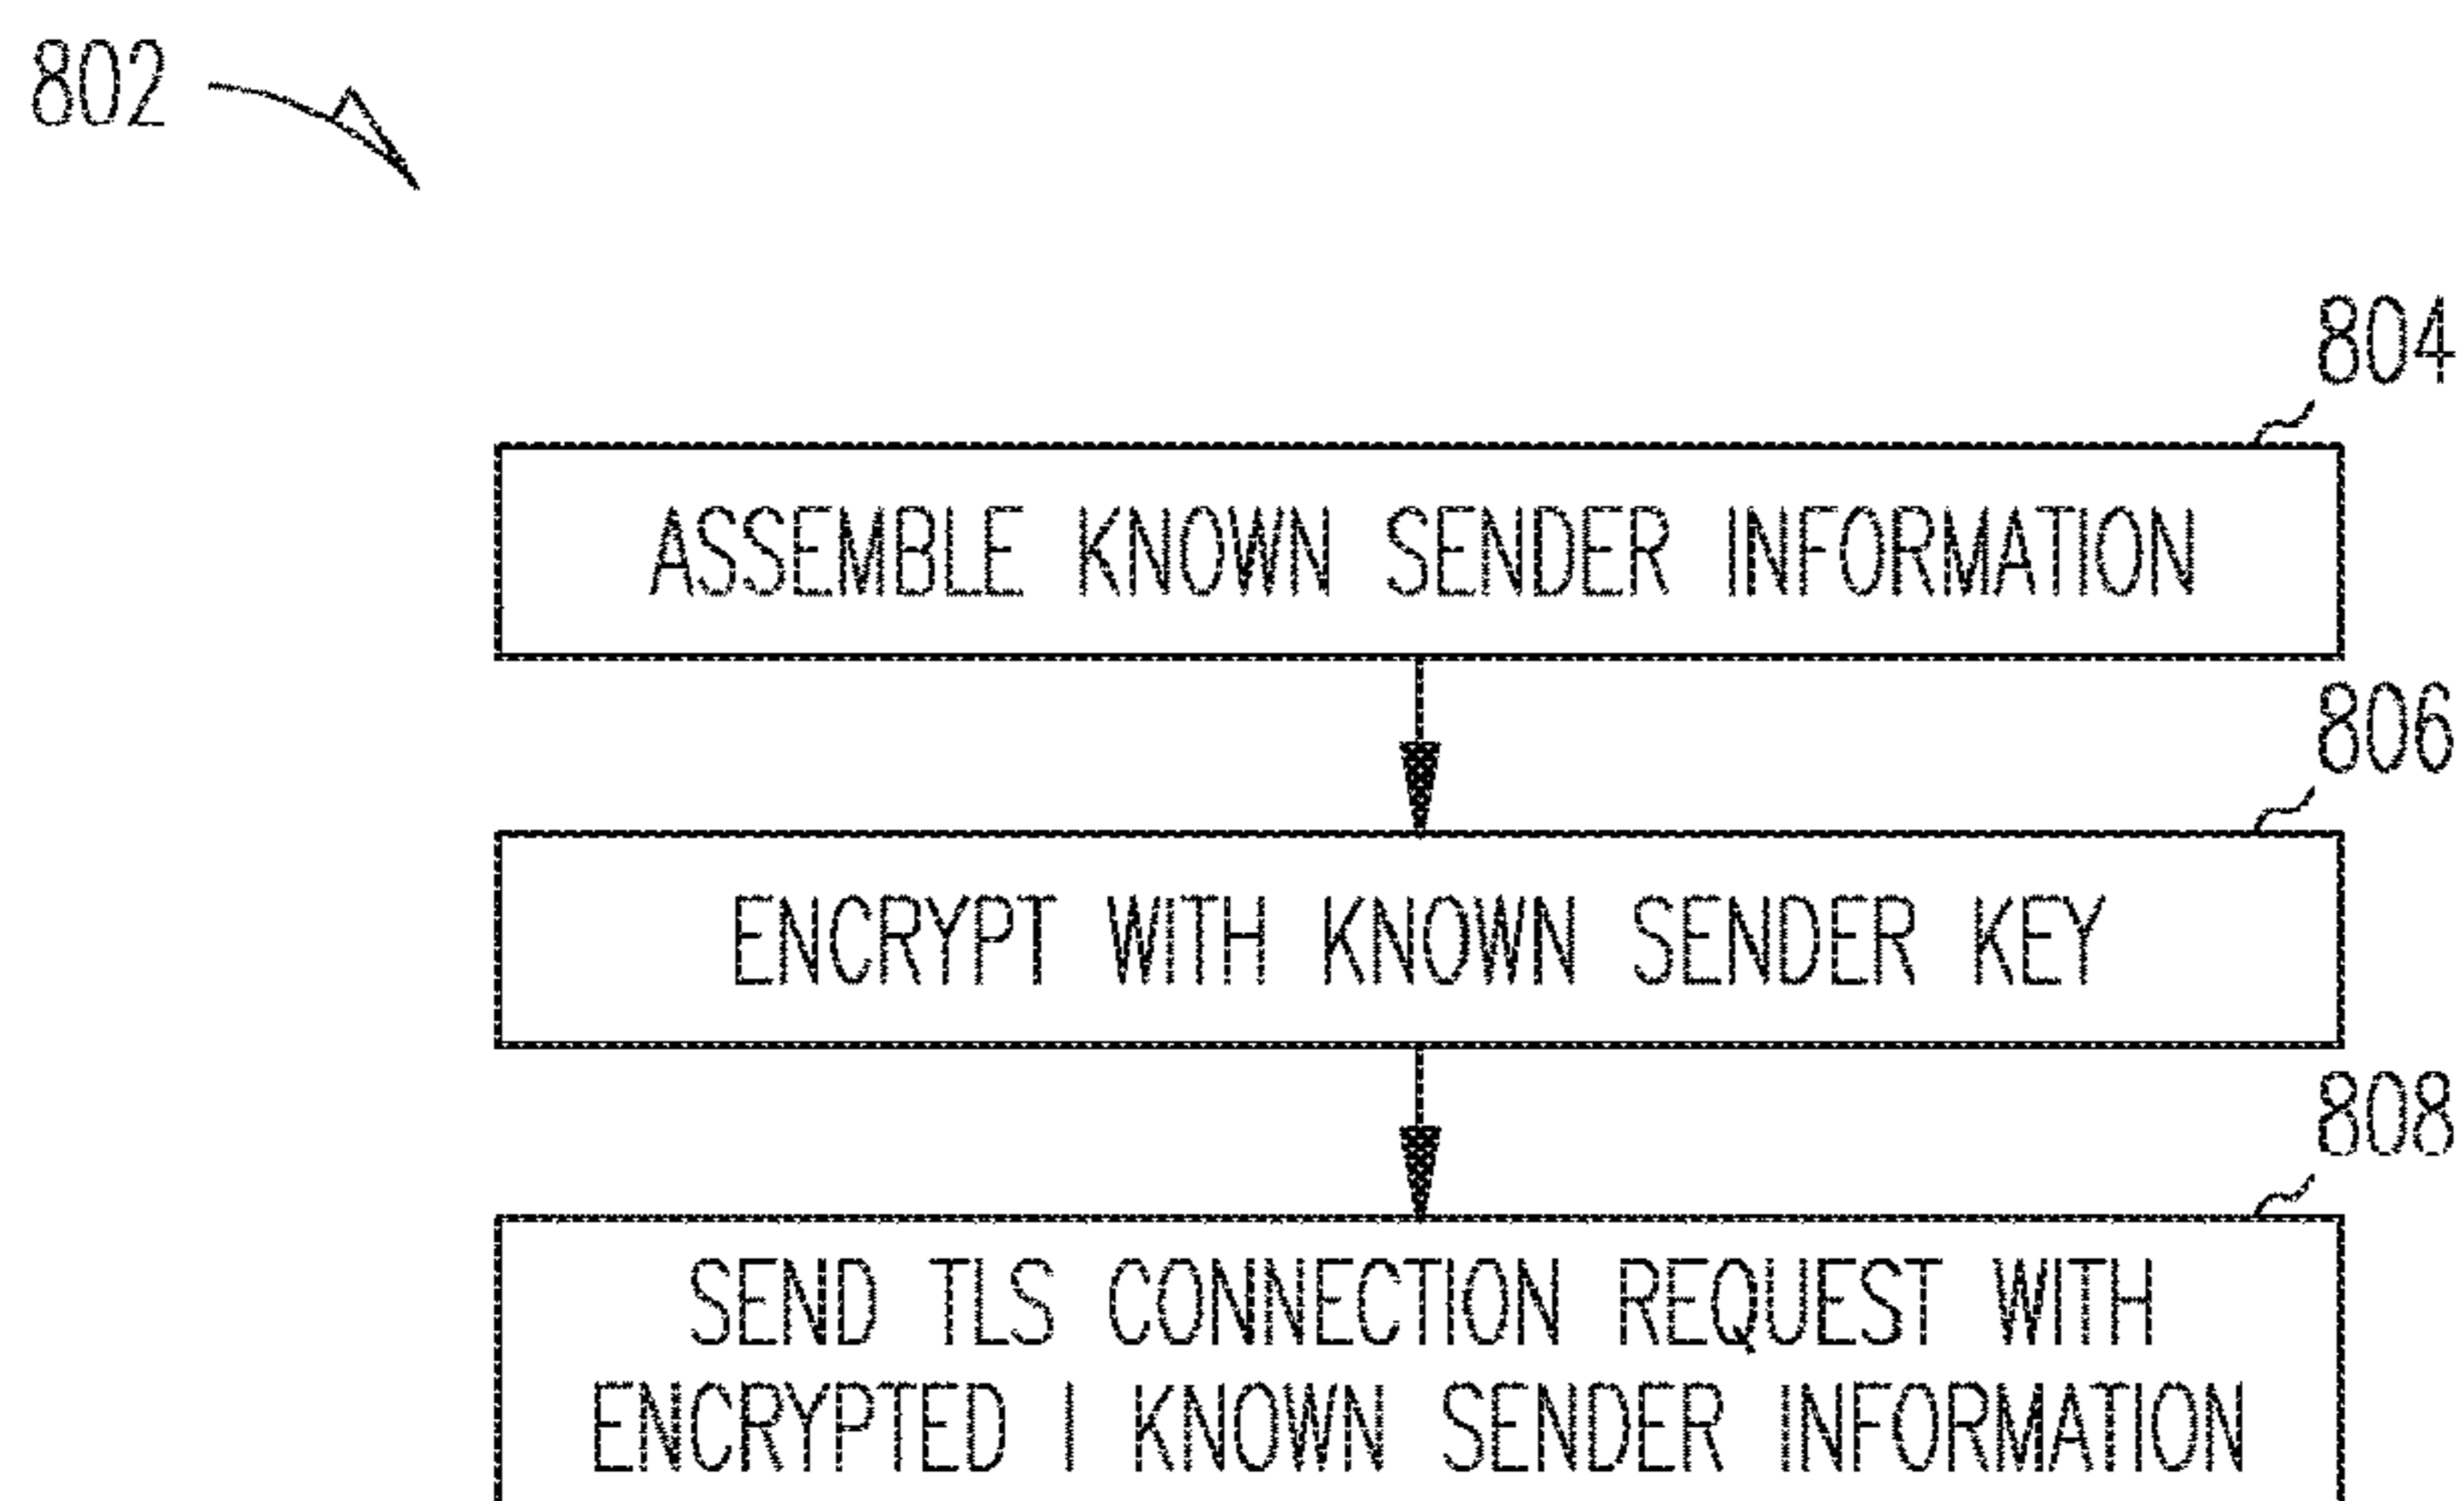 802
804
ASSEMBLE KNOWN SENDER INFORMATION
806
ENCRYPT WITH KNOWN SENDER KEY
808
SEND TLS CONNECTION REQUEST WITH
ENCRYPTED I KNOWN SENDER INFORMATION